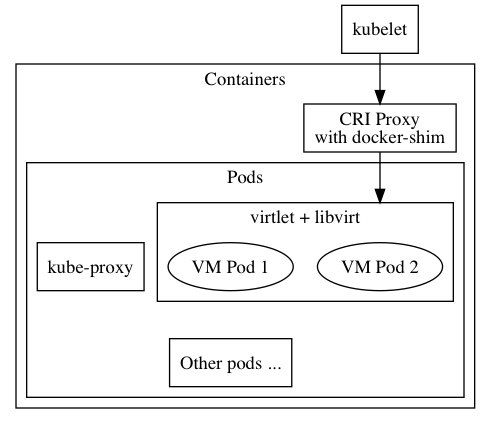 kubelet
Containers
CRI Proxy
with docker-shim
Pods
virtlet + libvirt
kube-proxy
VM Pod 1
VM Pod 2
Other pods ...